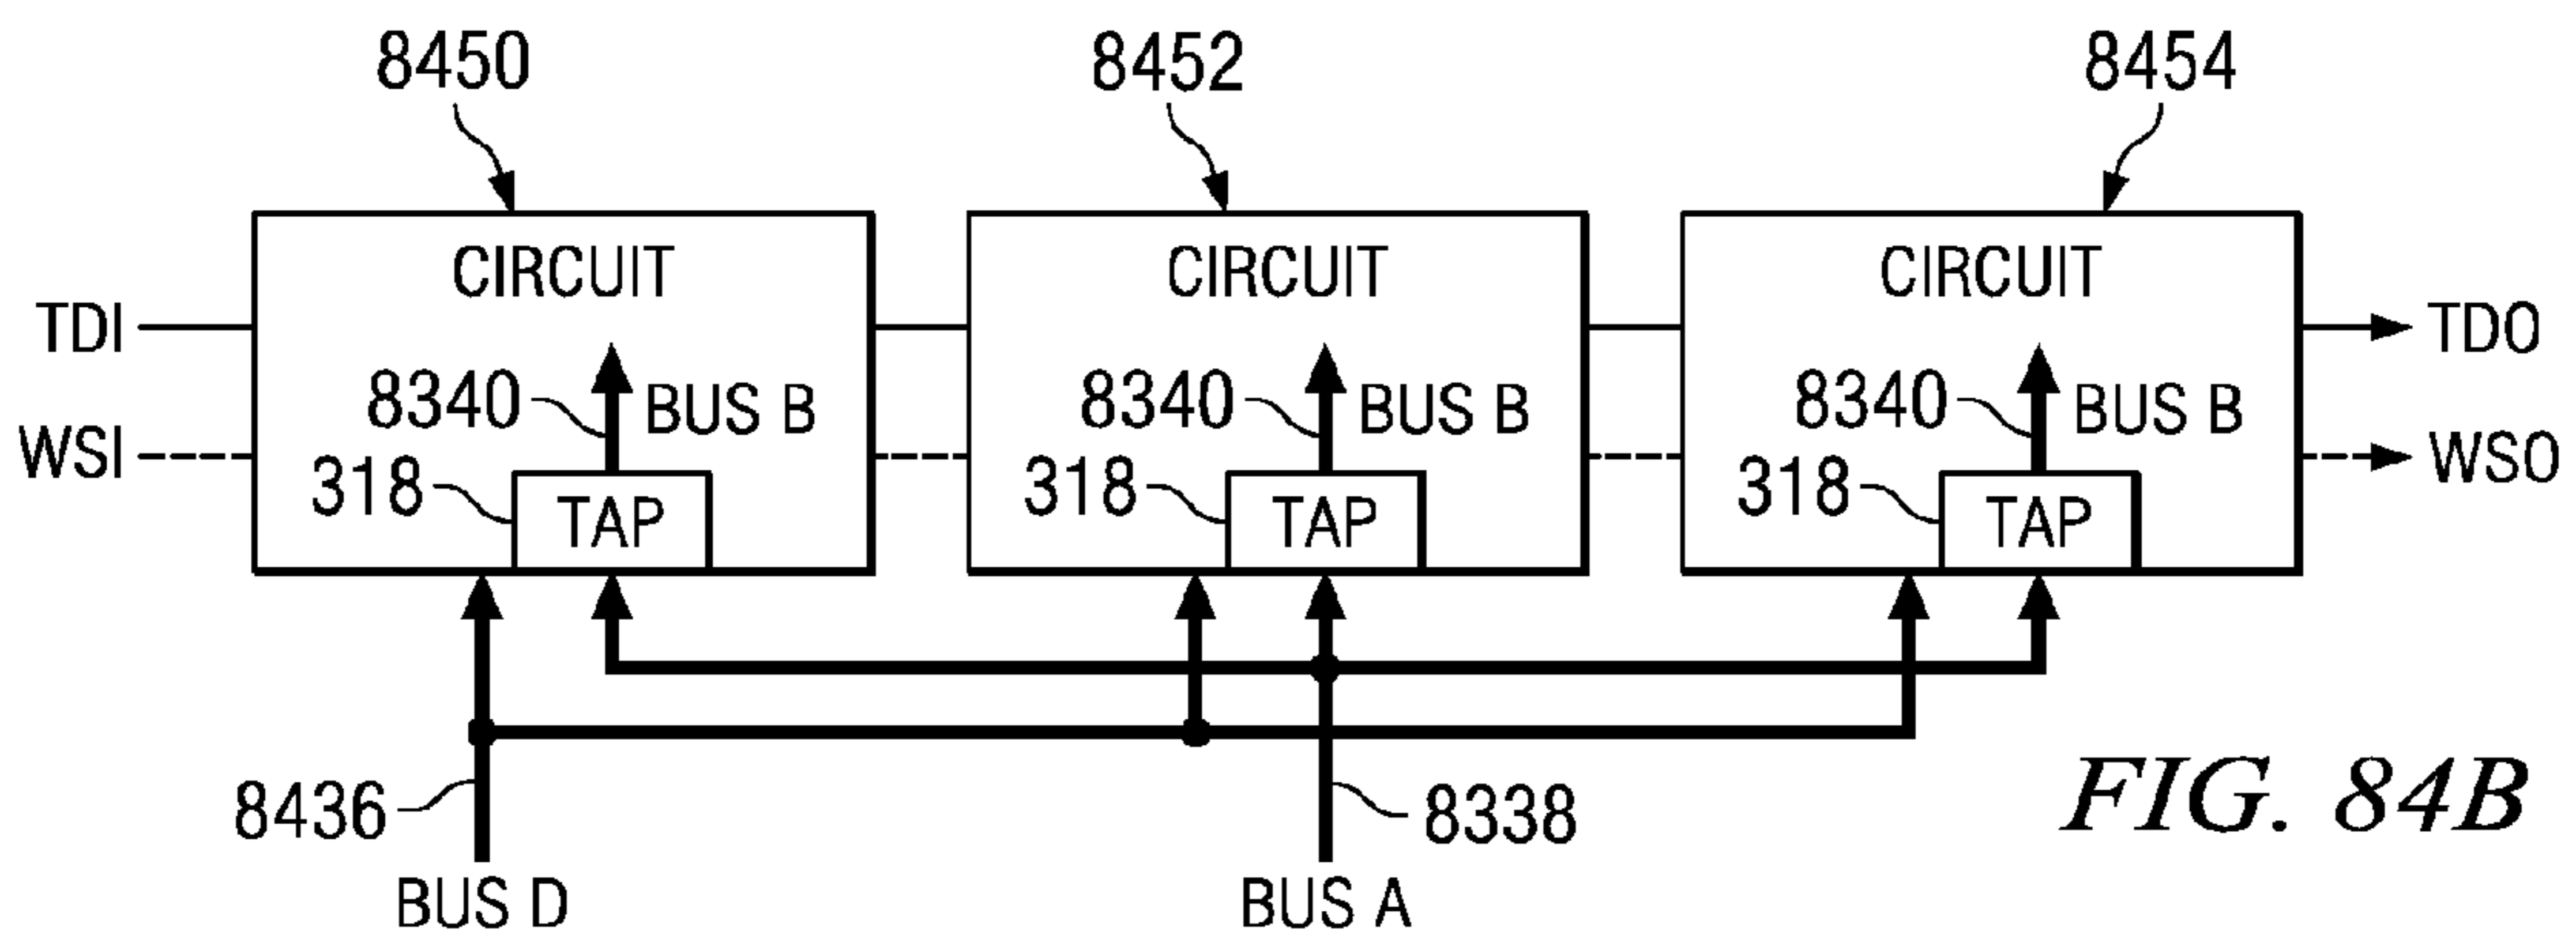 8450 8452 8454
CIRCUIT CIRCUIT CIRCUIT
TDI TDO
8340 BUS B 8340 BUS B 8340 BUS B
WSI WSO
318 TAP 318 TAP 318 TAP
8436 8338
BUS D BUS A
FIG. 84B